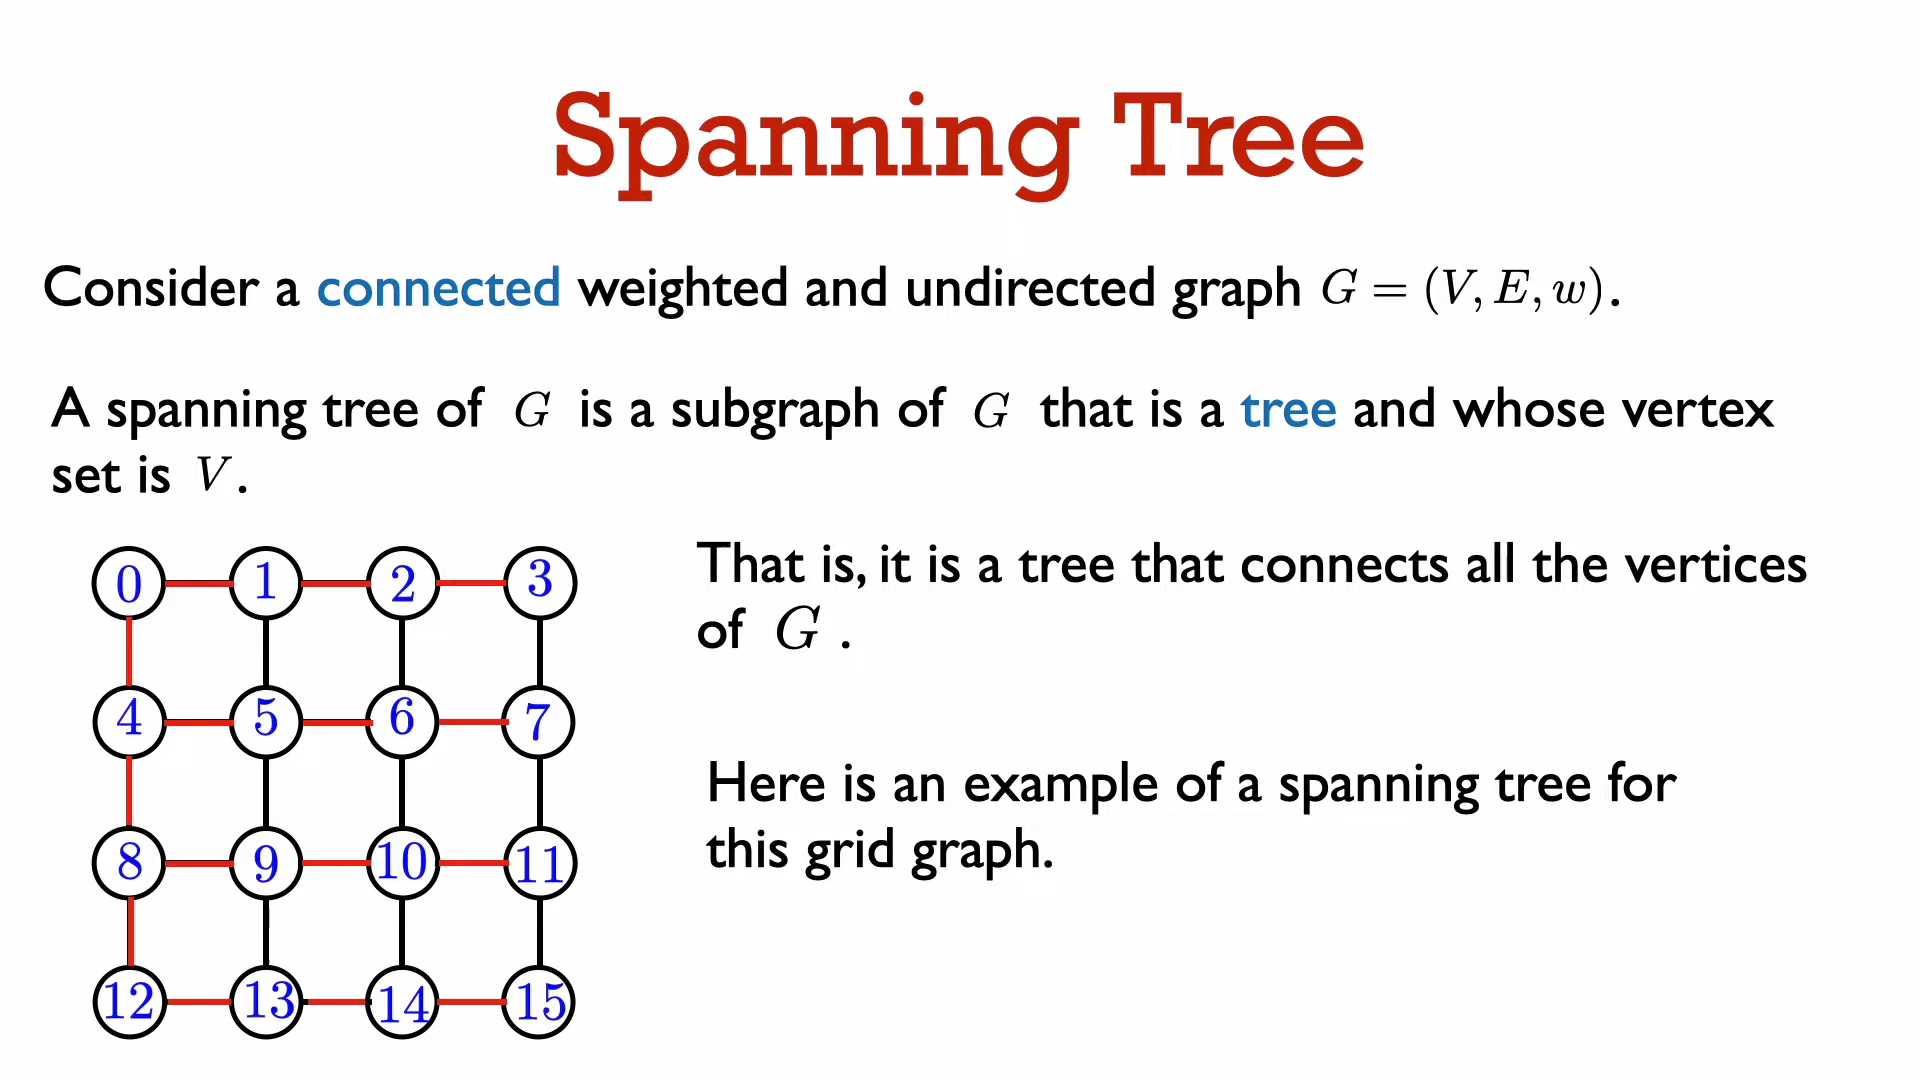 Spanning Tree
Consider a connected weighted and undirected graph G = (V, E, w).
A spanning tree of G is a subgraph of G that is a tree and whose vertex
set is V.
That is, it is a tree that connects all the vertices
of G .
Here is an example of a spanning tree for
this grid graph.
0 1 2 3
4 5 6 7
8 9 10 11
12 13 14 15